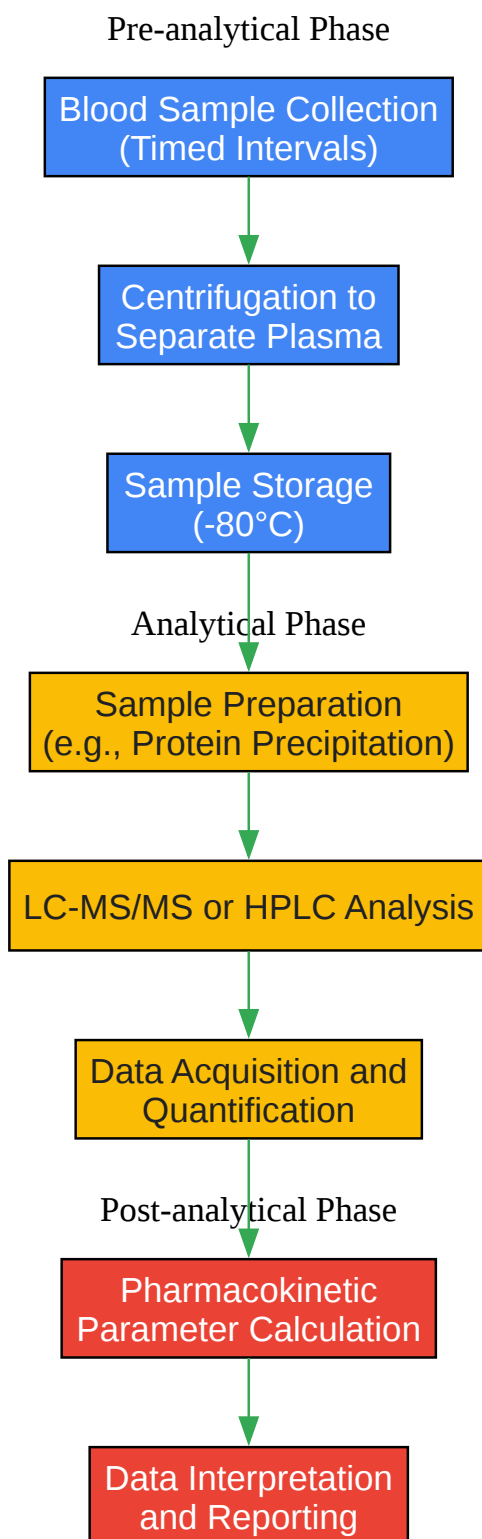 Pre-analytical Phase
Blood Sample Collection
(Timed Intervals)
Centrifugation to
Separate Plasma
Sample Storage
(-80°C)
Analytical Phase
Sample Preparation
(e.g., Protein Precipitation)
LC-MS/MS or HPLC Analysis
Data Acquisition and
Quantification
Post-analytical Phase
Pharmacokinetic
Parameter Calculation
Data Interpretation
and Reporting